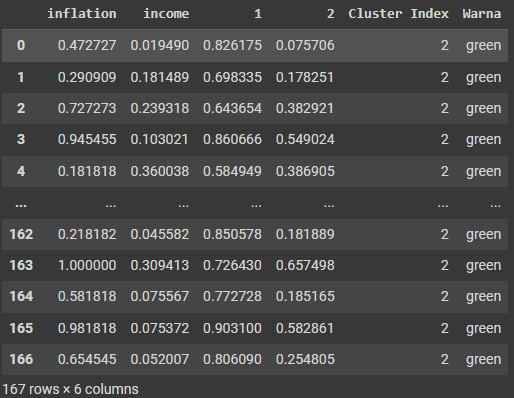 inflation income 1 2 Cluster Index Warna
0 0.472727 0.019490 0.826175 0.075706 2 green
1 0.290909 0.181489 0.698335 0.178251 2 green
2 0.727273 0.239318 0.643654 0.382921 2 green
3 0.945455 0.103021 0.860666 0.549024 2 green
4 0.181818 0.360038 0.584949 0.386905 2 green
... ... ... ... ... ... ...
162 0.218182 0.045582 0.850578 0.181889 2 green
163 1.000000 0.309413 0.726430 0.657498 2 green
164 0.581818 0.075567 0.772728 0.185165 2 green
165 0.981818 0.075372 0.903100 0.582861 2 green
166 0.654545 0.052007 0.806090 0.254805 2 green
167 rows × 6 columns